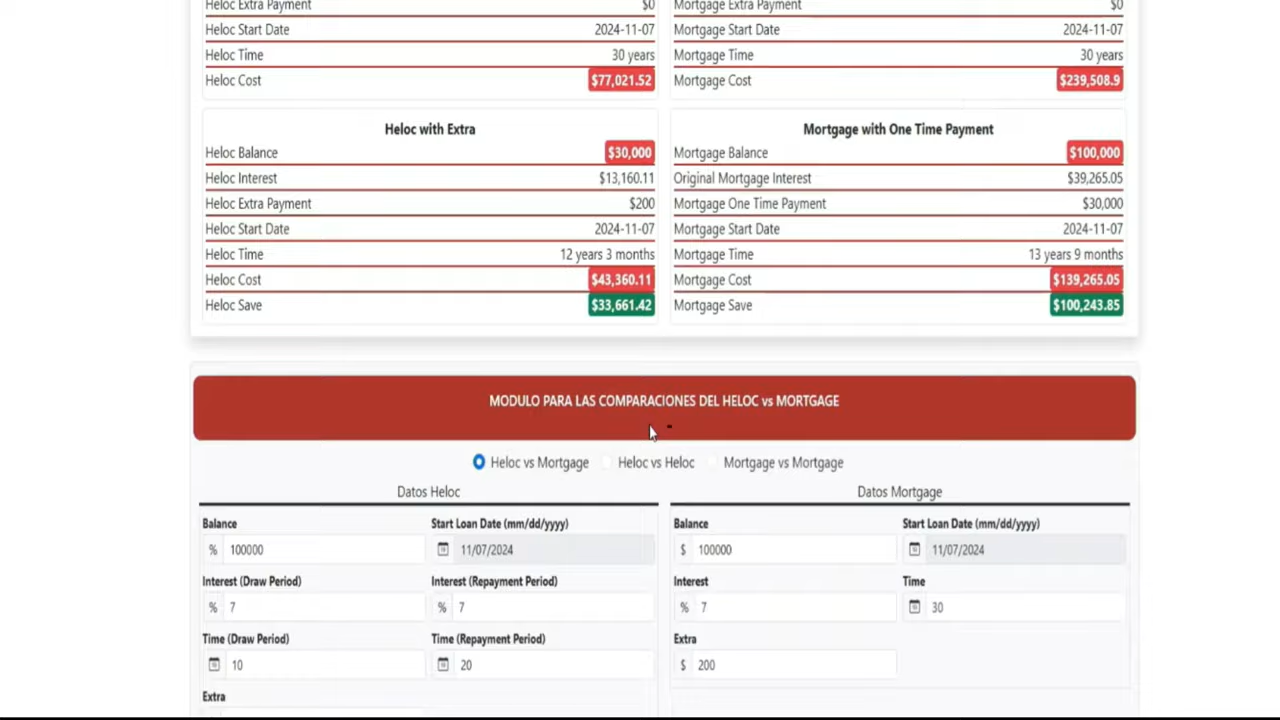 Heloc Extra Payment $0
Heloc Start Date 2024-11-07
Heloc Time 30 years
Heloc Cost $77,021.52
Mortgage Extra Payment $0
Mortgage Start Date 2024-11-07
Mortgage Time 30 years
Mortgage Cost $239,508.9
Heloc with Extra
Heloc Balance $30,000
Heloc Interest $13,160.11
Heloc Extra Payment $200
Heloc Start Date 2024-11-07
Heloc Time 12 years 3 months
Heloc Cost $43,360.11
Heloc Save $33,661.42
Mortgage with One Time Payment
Mortgage Balance $100,000
Original Mortgage Interest $39,265.05
Mortgage One Time Payment $30,000
Mortgage Start Date 2024-11-07
Mortgage Time 13 years 9 months
Mortgage Cost $139,265.05
Mortgage Save $100,243.85
MODULO PARA LAS COMPARACIONES DEL HELOC vs MORTGAGE
Heloc vs Mortgage Heloc vs Heloc Mortgage vs Mortgage
Datos Heloc
Balance Start Loan Date (mm/dd/yyyy)
% 100000 11/07/2024
Interest (Draw Period) Interest (Repayment Period)
% 7 % 7
Time (Draw Period) Time (Repayment Period)
10 20
Extra
Datos Mortgage
Balance Start Loan Date (mm/dd/yyyy)
$ 100000 11/07/2024
Interest Time
% 7 30
Extra
$ 200